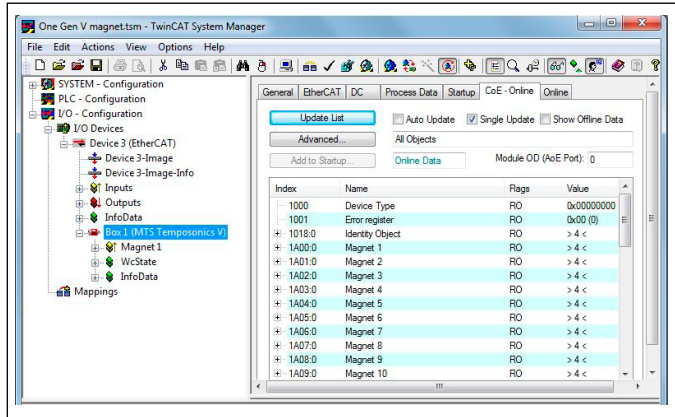 One Gen V magnet.tsm - TwinCAT System Manager
File Edit Actions View Options Help
SYSTEM - Configuration
PLC - Configuration
I/O - Configuration
I/O Devices
Device 3 (EtherCAT)
Device 3-Image
Device 3-Image-Info
Inputs
Outputs
InfoData
Box 1 (MTS Temposonics V)
Magnet 1
WcState
InfoData
Mappings
General EtherCAT DC Process Data Startup CoE - Online Online
Update List Auto Update Single Update Show Offline Data
Advanced... All Objects
Add to Startup... Online Data Module OD (AoE Port): 0
Index Name Flags Value
1000 Device Type RO 0x00000000
1001 Error register RO 0x00 (0)
1018:0 Identity Object RO > 4 <
1A00:0 Magnet 1 RO > 4 <
1A01:0 Magnet 2 RO > 4 <
1A02:0 Magnet 3 RO > 4 <
1A03:0 Magnet 4 RO > 4 <
1A04:0 Magnet 5 RO > 4 <
1A05:0 Magnet 6 RO > 4 <
1A06:0 Magnet 7 RO > 4 <
1A07:0 Magnet 8 RO > 4 <
1A08:0 Magnet 9 RO > 4 <
1A09:0 Magnet 10 RO > 4 <